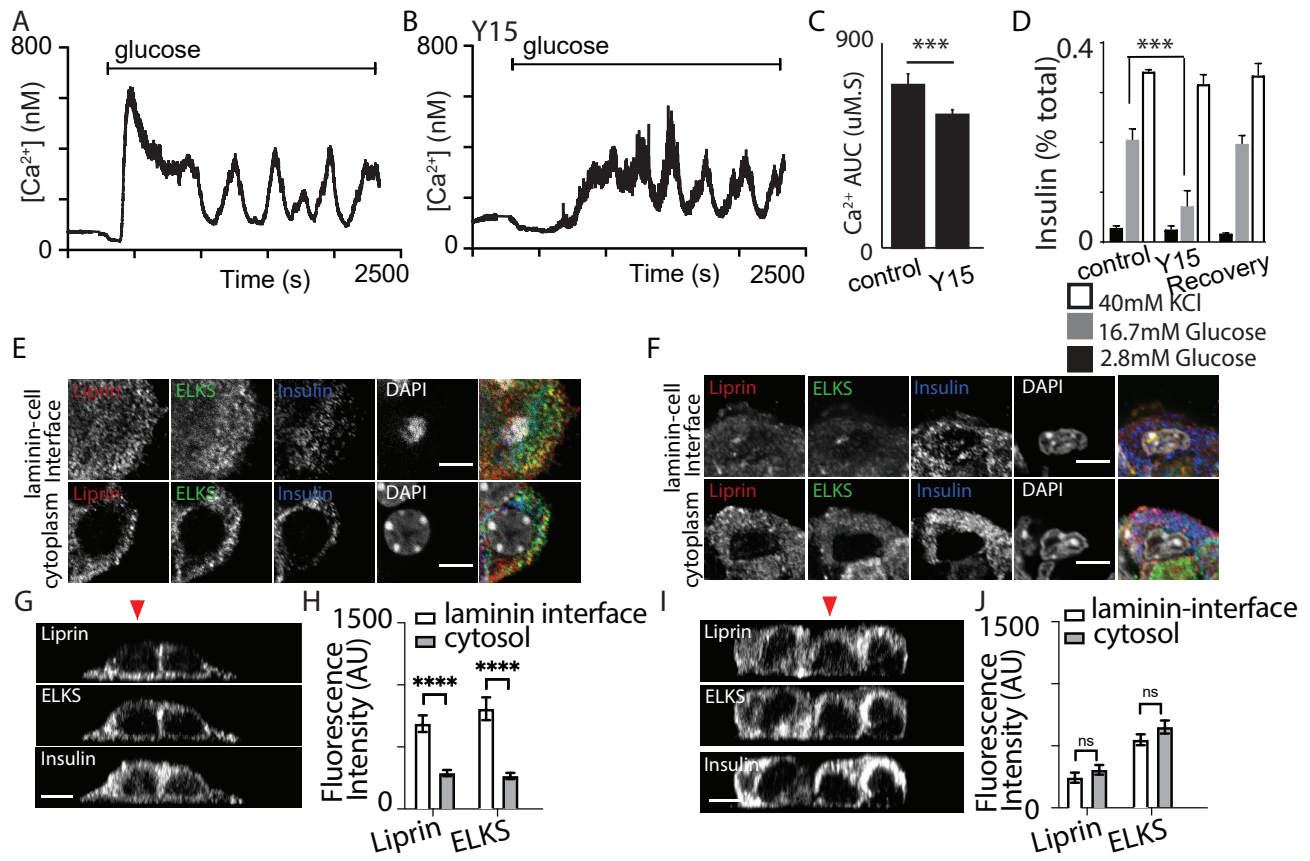 A
800
glucose
[Ca²⁺] (nM)
0
Time (s)
2500
B
Y15
800
glucose
[Ca²⁺] (nM)
0
Time (s)
2500
C
900
***
Ca²⁺ AUC (uM.S)
0
control
Y15
D
0.4
***
Insulin (% total)
0
control
Y15
Recovery
40mM KCl
16.7mM Glucose
2.8mM Glucose
E
laminin-cell
Interface
Liprin
ELKS
Insulin
DAPI
cytoplasm
Liprin
ELKS
Insulin
DAPI
F
laminin-cell
Interface
Liprin
ELKS
Insulin
DAPI
cytoplasm
Liprin
ELKS
Insulin
DAPI
G
Liprin
ELKS
Insulin
H
laminin interface
cytosol
1500
Fluorescence
Intensity (AU)
****
****
0
Liprin
ELKS
I
Liprin
ELKS
Insulin
J
laminin-interface
cytosol
1500
Fluorescence
Intensity (AU)
ns
ns
0
Liprin
ELKS